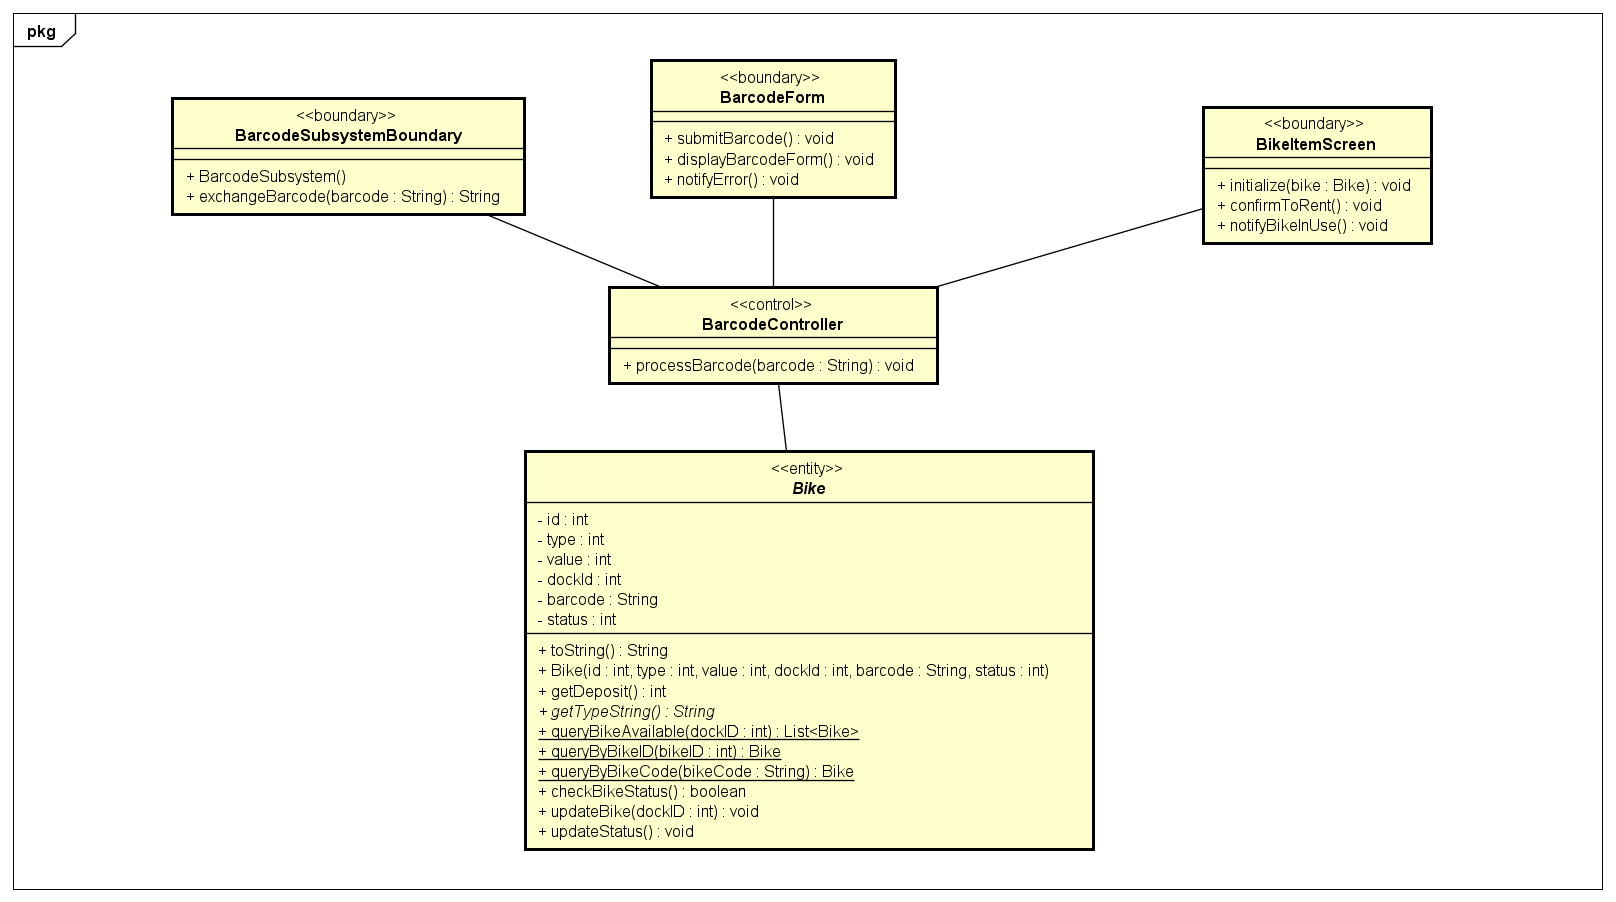 pkg
<<boundary>>
BarcodeSubsystemBoundary
+ BarcodeSubsystem()
+ exchangeBarcode(barcode : String) : String
<<boundary>>
BarcodeForm
+ submitBarcode() : void
+ displayBarcodeForm() : void
+ notifyError() : void
<<boundary>>
BikeItemScreen
+ initialize(bike : Bike) : void
+ confirmToRent() : void
+ notifyBikeInUse() : void
<<control>>
BarcodeController
+ processBarcode(barcode : String) : void
<<entity>>
Bike
- id : int
- type : int
- value : int
- dockId : int
- barcode : String
- status : int
+ toString() : String
+ Bike(id : int, type : int, value : int, dockId : int, barcode : String, status : int)
+ getDeposit() : int
+ getTypeString() : String
+ queryBikeAvailable(dockID : int) : List<Bike>
+ queryByBikeID(bikeID : int) : Bike
+ queryByBikeCode(bikeCode : String) : Bike
+ checkBikeStatus() : boolean
+ updateBike(dockID : int) : void
+ updateStatus() : void